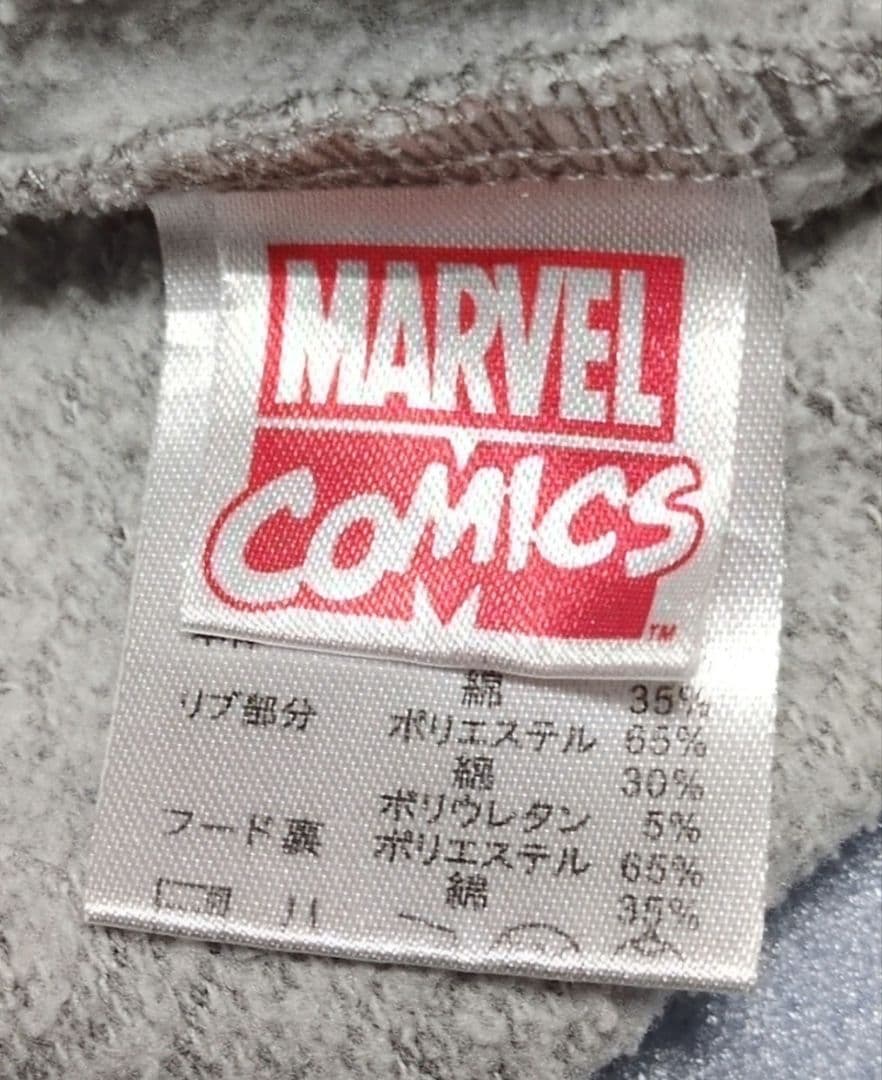 MARVEL
COMICS
TM
綿 35%
リブ部分 ポリエステル 65%
綿 30%
ポリウレタン 5%
フード裏 ポリエステル 65%
綿 35%